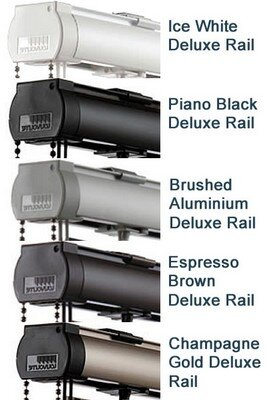 Ice White
Deluxe Rail
Piano Black
Deluxe Rail
Brushed
Aluminium
Deluxe Rail
Espresso
Brown
Deluxe Rail
Champagne
Gold Deluxe
Rail